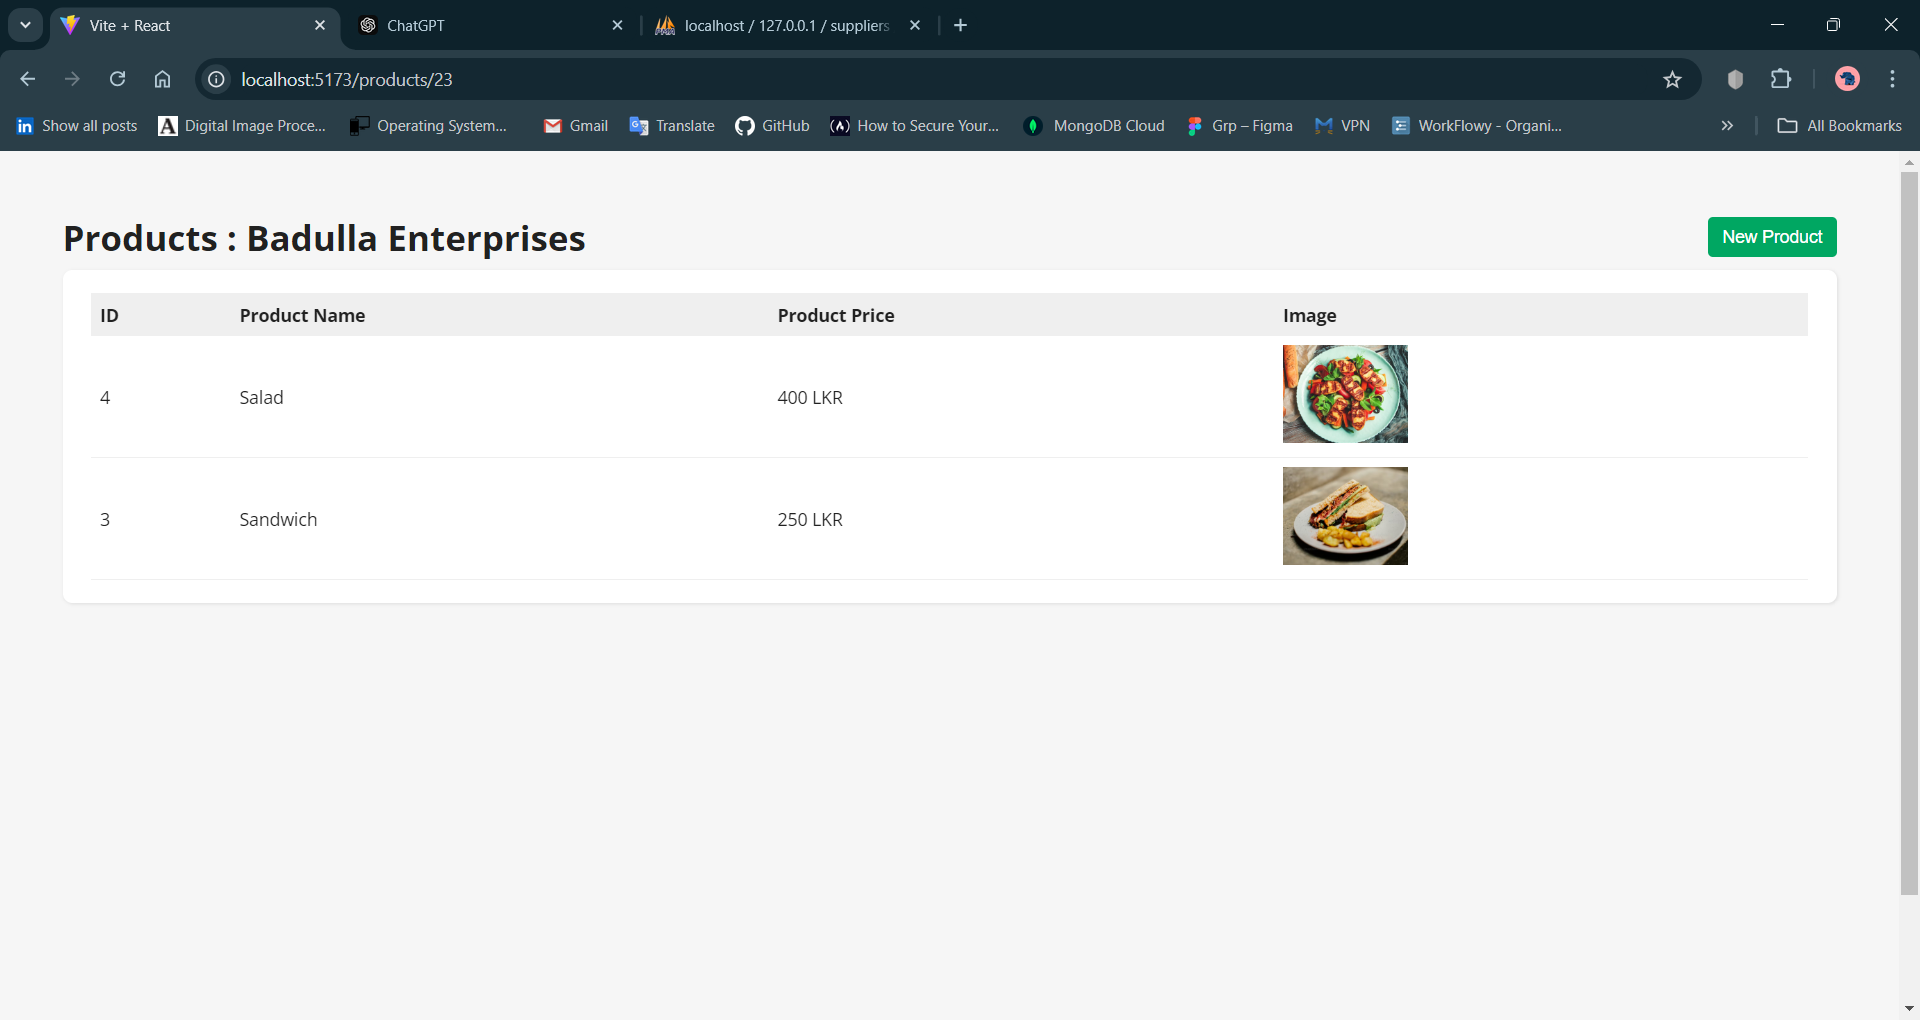 Vite + React
ChatGPT
localhost / 127.0.0.1 / suppliers
localhost:5173/products/23
Show all posts
Digital Image Proce...
Operating System...
Gmail
Translate
GitHub
How to Secure Your...
MongoDB Cloud
Grp – Figma
VPN
WorkFlowy - Organi...
All Bookmarks
Products : Badulla Enterprises
New Product
ID Product Name Product Price Image
4 Salad 400 LKR
3 Sandwich 250 LKR